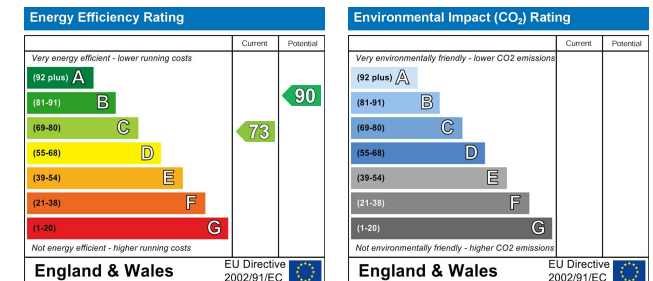 Energy Efficiency Rating
Current Potential
Very energy efficient - lower running costs
(92 plus) A
(81-91) B
90
(69-80) C
73
(55-68) D
(39-54) E
(21-38) F
(1-20) G
Not energy efficient - higher running costs
England & Wales
EU Directive
2002/91/EC
Environmental Impact (CO2) Rating
Current Potential
Very environmentally friendly - lower CO2 emissions
(92 plus) A
(81-91) B
(69-80) C
(55-68) D
(39-54) E
(21-38) F
(1-20) G
Not environmentally friendly - higher CO2 emissions
England & Wales
EU Directive
2002/91/EC